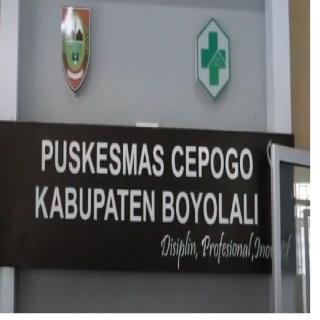 PUSKESMAS CEPOGO
KABUPATEN BOYOLALI
Disiplin, Profesional,